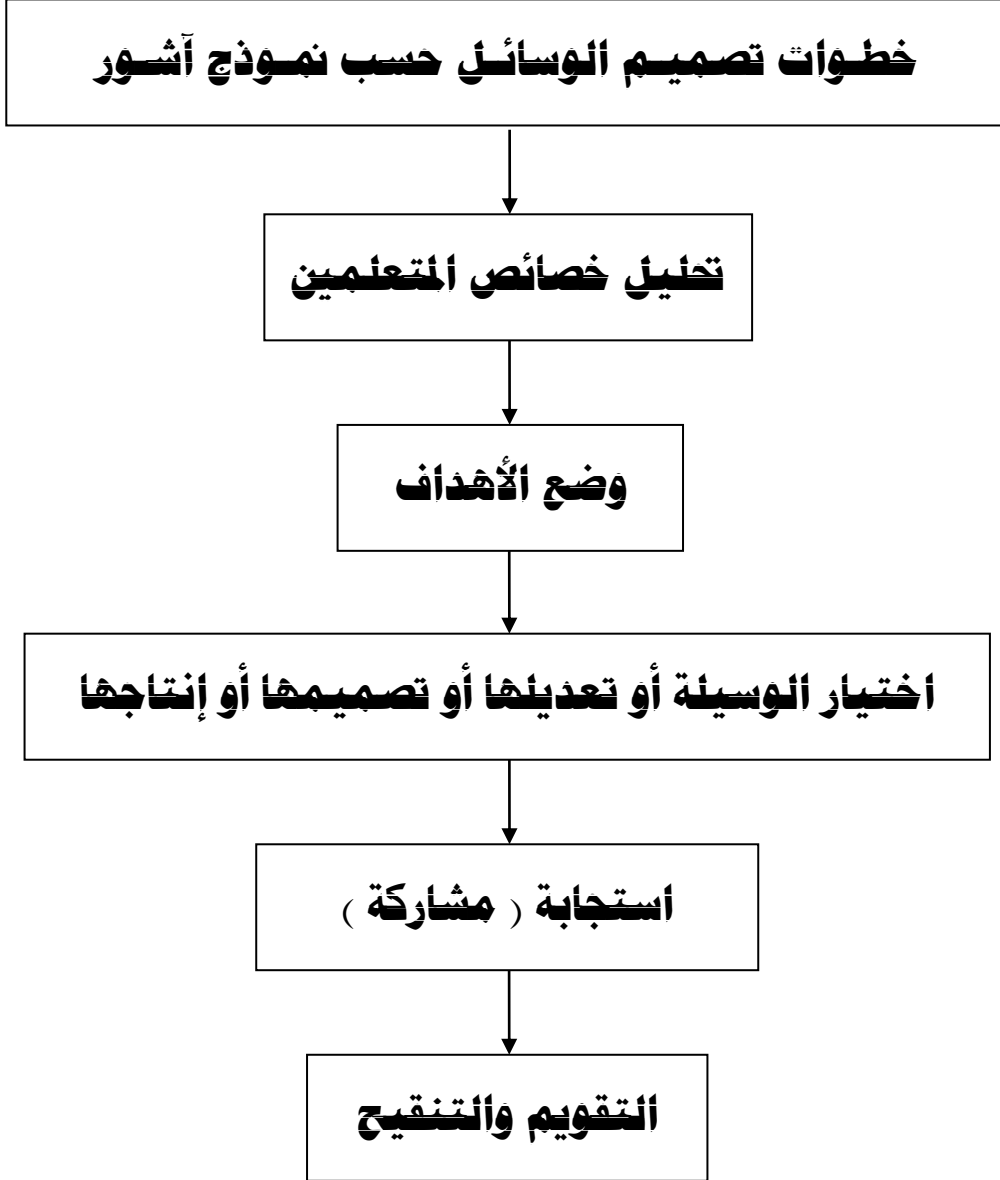 خطوات تصميم الوسائل حسب نموذج آشور
تحليل خصائص المتعلمين
وضع الأهداف
اختيار الوسيلة أو تعديلها أو تصميمها أو إنتاجها
استجابة ( مشاركة )
التقويم والتنقيح